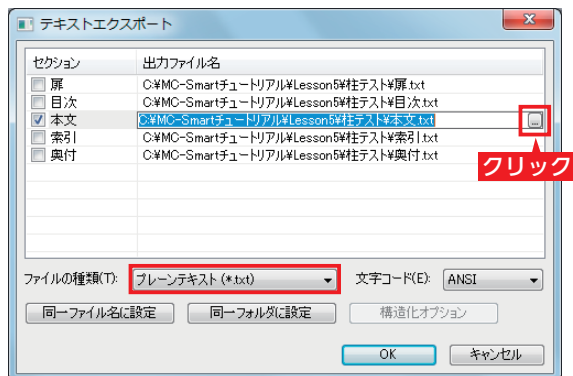 テキストエクスポート
セクション 出力ファイル名
扉 C:¥MC-Smartチュートリアル¥Lesson5¥柱テスト¥扉.txt
目次 C:¥MC-Smartチュートリアル¥Lesson5¥柱テスト¥目次.txt
本文 C:¥MC-Smartチュートリアル¥Lesson5¥柱テスト¥本文.txt ...
索引 C:¥MC-Smartチュートリアル¥Lesson5¥柱テスト¥索引.txt
奥付 C:¥MC-Smartチュートリアル¥Lesson5¥柱テスト¥奥付.txt
クリック
ファイルの種類(T): プレーンテキスト (*.txt) 文字コード(E): ANSI
同一ファイル名に設定 同一フォルダに設定 構造化オプション
OK キャンセル